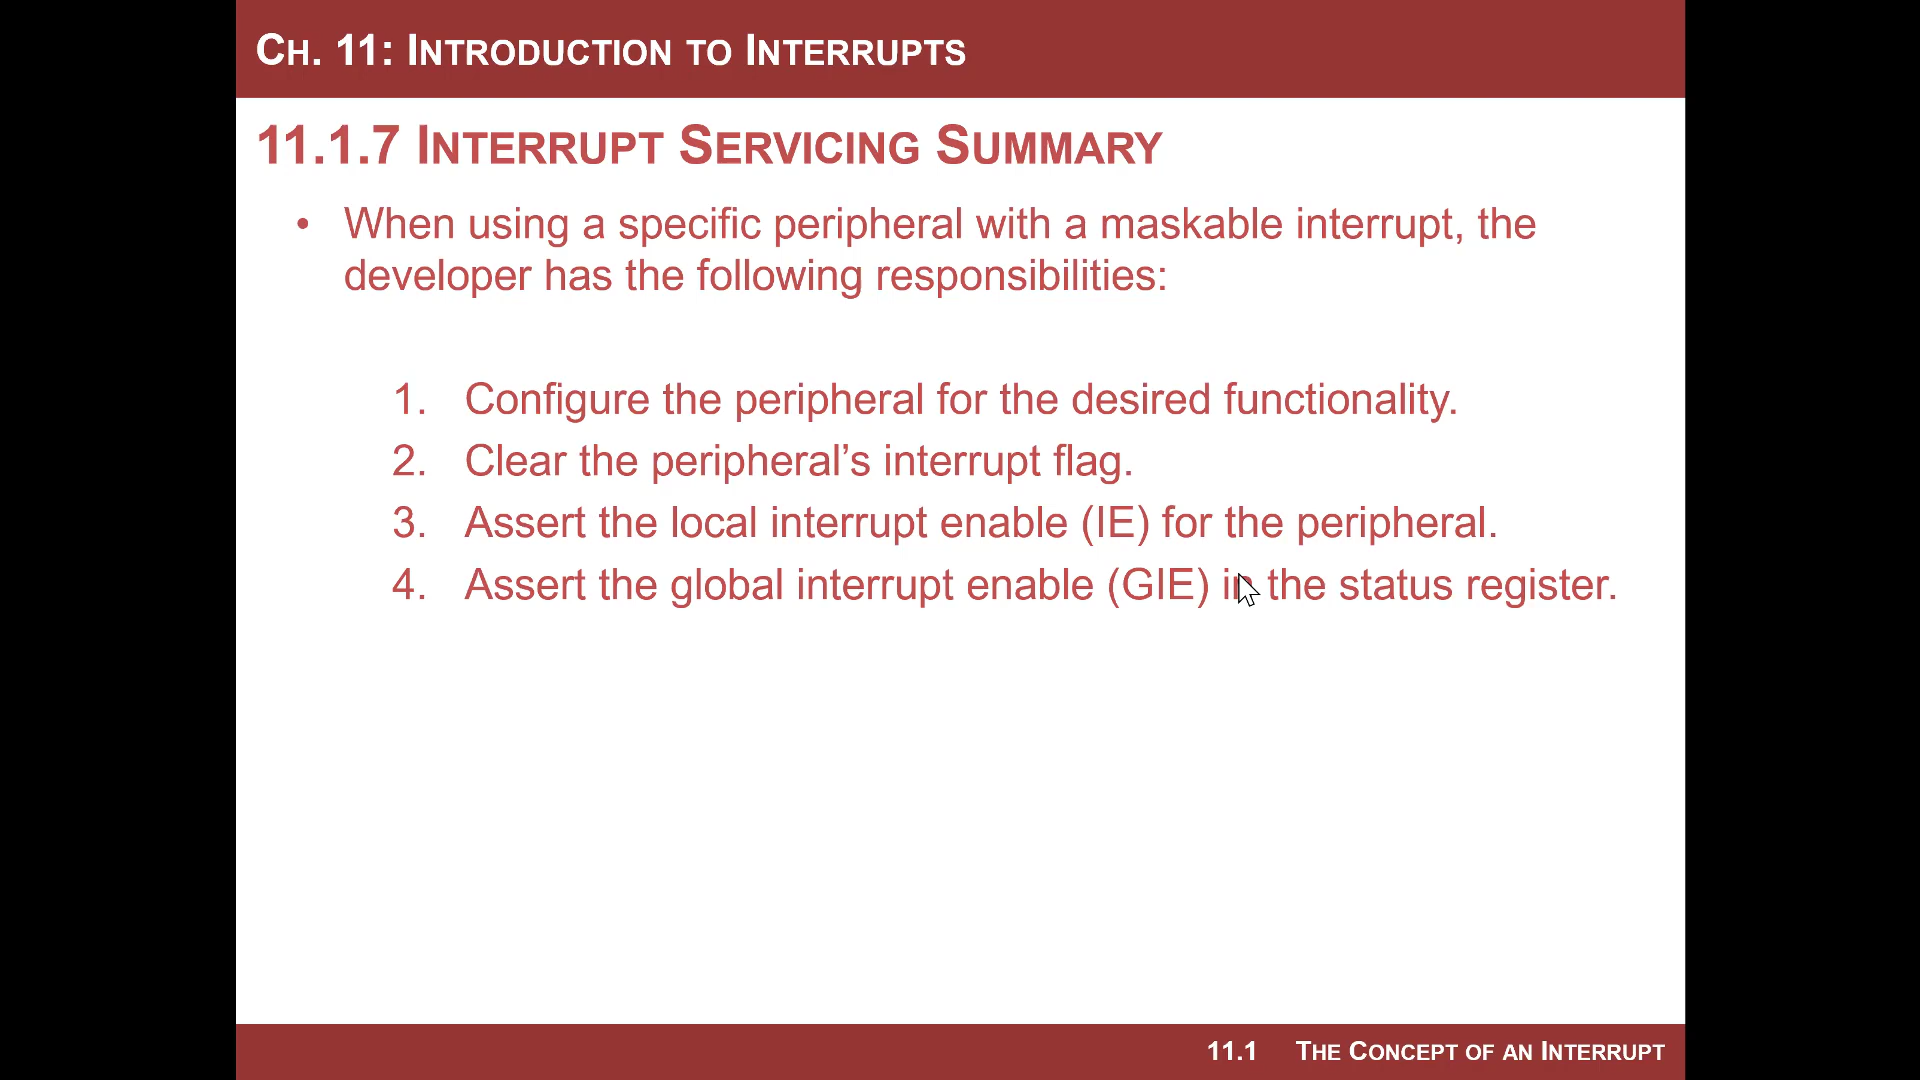 CH. 11: INTRODUCTION TO INTERRUPTS
11.1.7 INTERRUPT SERVICING SUMMARY
• When using a specific peripheral with a maskable interrupt, the
developer has the following responsibilities:
1. Configure the peripheral for the desired functionality.
2. Clear the peripheral’s interrupt flag.
3. Assert the local interrupt enable (IE) for the peripheral.
4. Assert the global interrupt enable (GIE) in the status register.
11.1 THE CONCEPT OF AN INTERRUPT